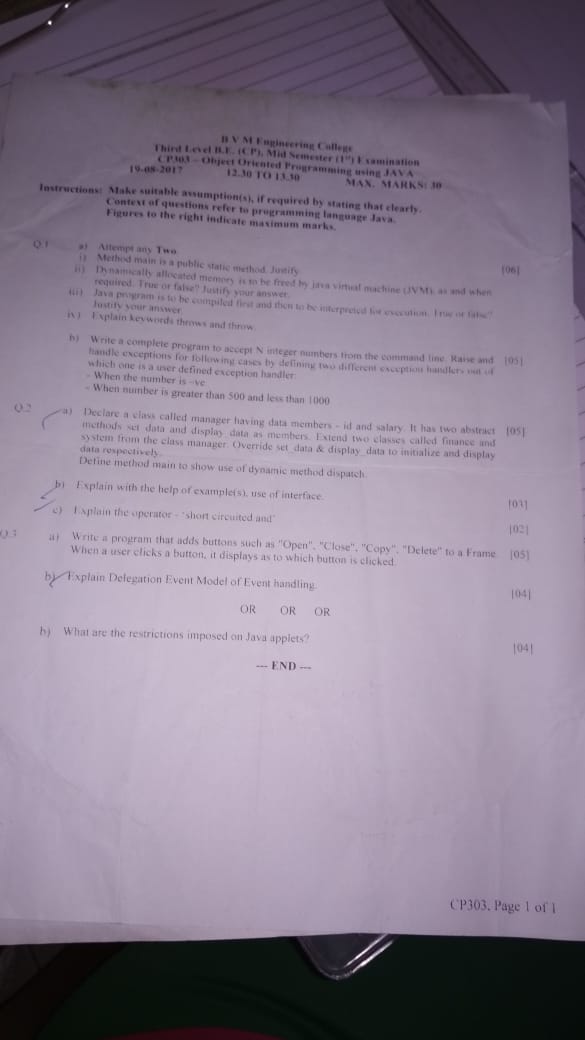 B V M Engineering College
Third Level B.E. (CP), Mid Semester (1st) Examination
CP303 – Object Oriented Programming using JAVA
19-08-2017 12.30 TO 13.30 MAX. MARKS: 30
Instructions: Make suitable assumption(s), if required by stating that clearly.
Context of questions refer to programming language Java.
Figures to the right indicate maximum marks.
Q.1 a) Attempt any Two [06]
i) Method main is a public static method. Justify
ii) Dynamically allocated memory is to be freed by java virtual machine (JVM), as and when
required. True or false? Justify your answer.
iii) Java program is to be compiled first and then to be interpreted for execution. True or false?
Justify your answer.
iv) Explain keywords throws and throw.
b) Write a complete program to accept N integer numbers from the command line. Raise and [05]
handle exceptions for following cases by defining two different exception handlers out of
which one is a user defined exception handler:
- When the number is –ve
- When number is greater than 500 and less than 1000
Q.2 a) Declare a class called manager having data members - id and salary. It has two abstract [05]
methods set_data and display_data as members. Extend two classes called finance and
system from the class manager. Override set_data & display_data to initialize and display
data respectively.
Define method main to show use of dynamic method dispatch.
b) Explain with the help of example(s), use of interface. [03]
c) Explain the operator - 'short circuited and' [02]
Q.3 a) Write a program that adds buttons such as "Open", "Close", "Copy", "Delete" to a Frame. [05]
When a user clicks a button, it displays as to which button is clicked.
b) Explain Delegation Event Model of Event handling. [04]
OR OR OR
b) What are the restrictions imposed on Java applets? [04]
--- END ---
CP303, Page 1 of 1